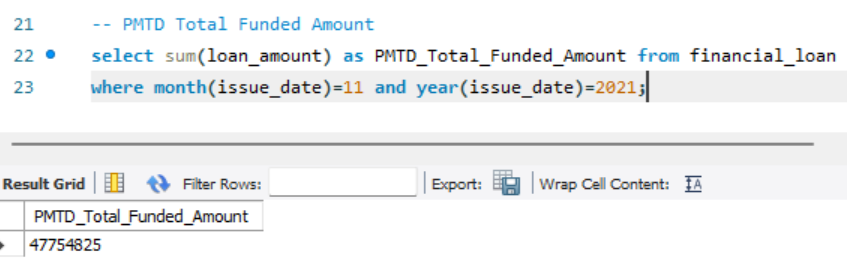 21 -- PMTD Total Funded Amount
22 select sum(loan_amount) as PMTD_Total_Funded_Amount from financial_loan
23 where month(issue_date)=11 and year(issue_date)=2021;
Result Grid Filter Rows: Export: Wrap Cell Content: IA
PMTD_Total_Funded_Amount
47754825